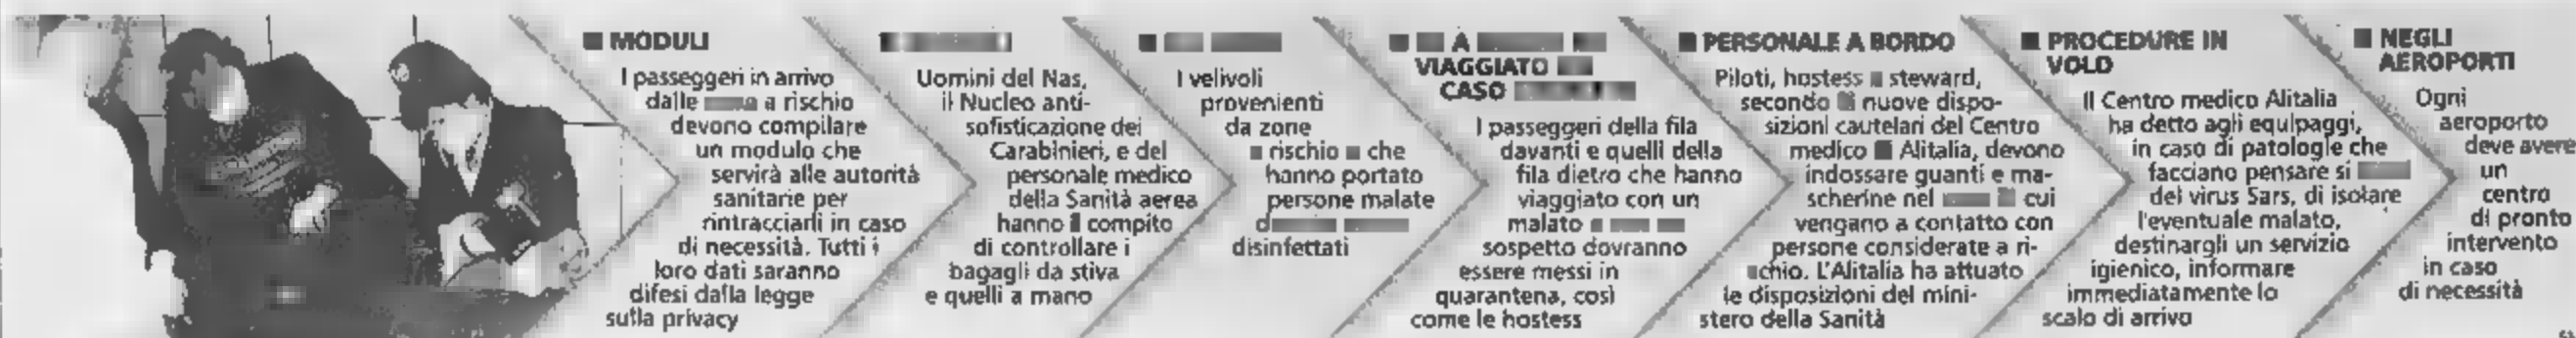 MODULI
I passeggeri in arrivo
dalle a rischio
devono compilare
un modulo che
servirà alle autorità
sanitarie per
rintracciarli in caso
di necessità. Tutti i
loro dati saranno
difesi dalla legge
sulla privacy
Uomini del Nas,
il Nucleo anti-
sofisticazione dei
Carabinieri, e del
personale medico
della Sanità aerea
hanno il compito
di controllare i
bagagli da stiva
e quelli a mano
I velivoli
provenienti
da zone
rischio che
hanno portato
persone malate
disinfettati
A
VIAGGIATO
CASO
I passeggeri della fila
davanti e quelli della
fila dietro che hanno
viaggiato con un
malato
sospetto dovranno
essere messi in
quarantena, così
come le hostess
PERSONALE A BORDO
Piloti, hostess steward,
secondo nuove dispo-
sizioni cautelari del Centro
medico Alitalia, devono
indossare guanti e ma-
scherine nel cui
vengano a contatto con
persone considerate a ri-
schio. L'Alitalia ha attuato
le disposizioni del mini-
stero della Sanità
PROCEDURE IN
VOLO
Il Centro medico Alitalia
ha detto agli equipaggi,
in caso di patologie che
facciano pensare si
del virus Sars, di isolare
l'eventuale malato,
destinargli un servizio
igienico, informare
immediatamente lo
scalo di arrivo
NEGLI
AEROPORTI
Ogni
aeroporto
deve avere
un
centro
di pronto
intervento
in caso
di necessità